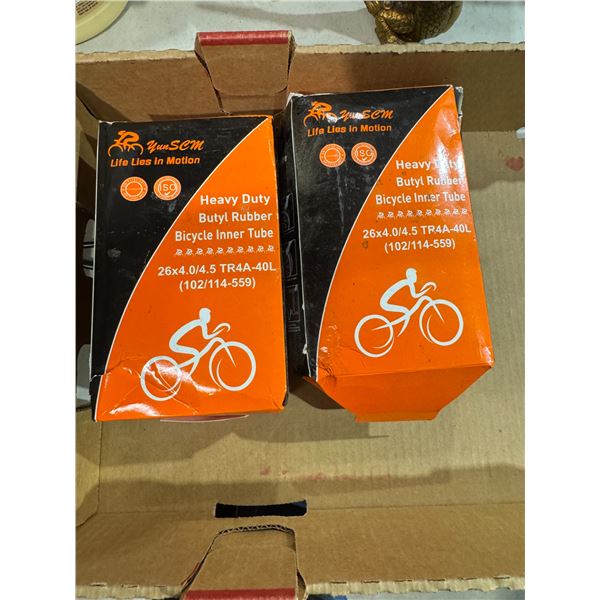 YunSCM
Life Lies in Motion
ISO
Heavy Duty
Butyl Rubber
Bicycle Inner Tube
26x4.0/4.5 TR4A-40L
(102/114-559)
YunSCM
Life Lies in Motion
ISO
Heavy Duty
Butyl Rubber
Bicycle Inner Tube
26x4.0/4.5 TR4A-40L
(102/114-559)